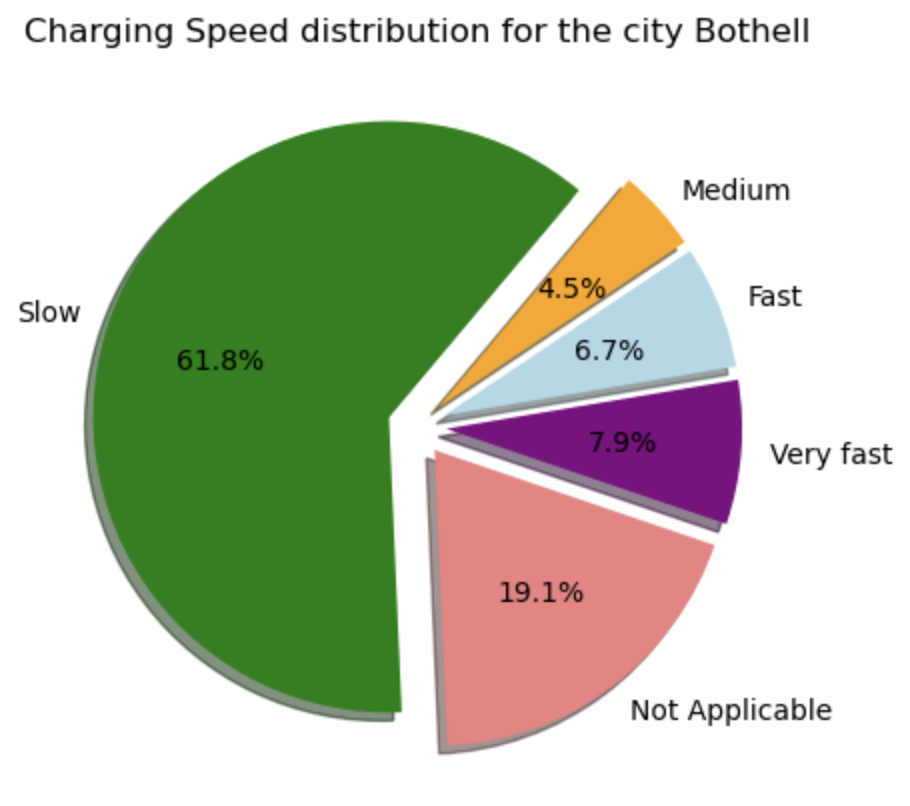 Charging Speed distribution for the city Bothell
Medium
4.5%
Fast
Slow
6.7%
61.8%
7.9%
Very fast
19.1%
Not Applicable